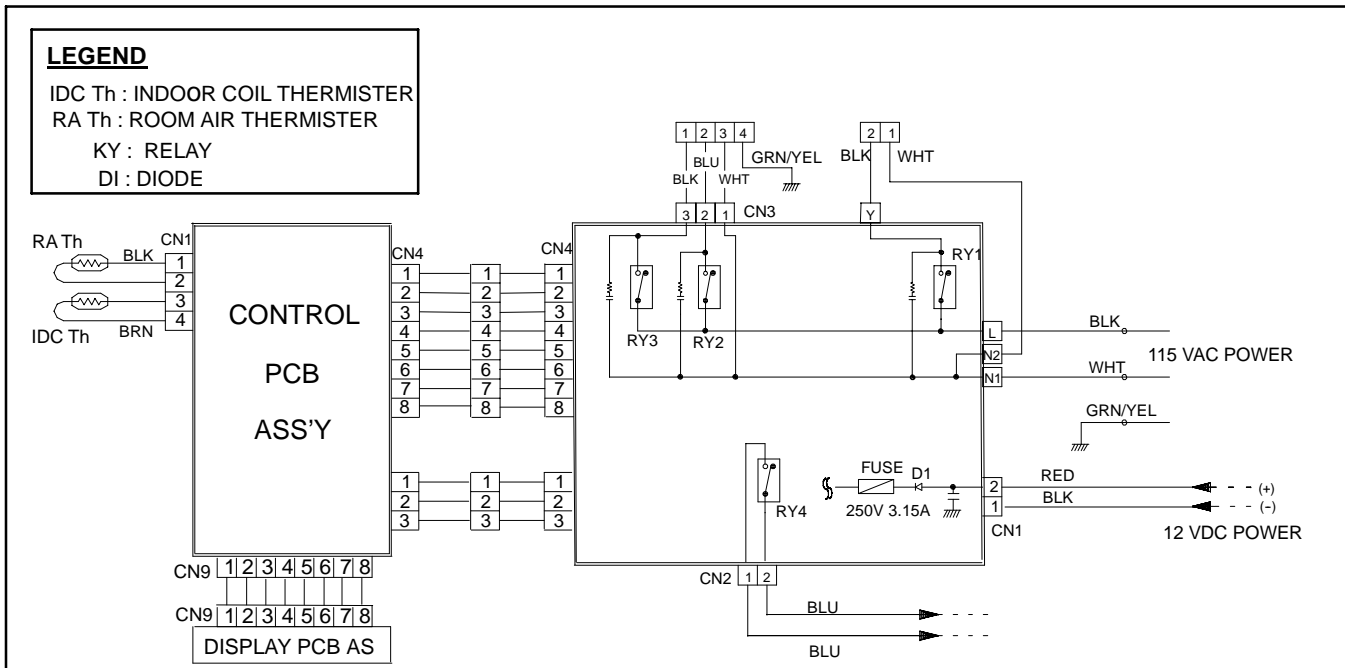 LEGEND
IDC Th : INDOOR COIL THERMISTER
RA Th : ROOM AIR THERMISTER
KY : RELAY
DI : DIODE
1 2 3 4
BLK
BLU
WHT
GRN/YEL
3 2 1
CN3
2 1
BLK
WHT
Y
RA Th
BLK
CN1
1
2
3
4
IDC Th
BRN
CONTROL
PCB
ASS'Y
CN4
1
2
3
4
5
6
7
8
1
2
3
4
5
6
7
8
CN4
1
2
3
4
5
6
7
8
1
2
3
1
2
3
1
2
3
RY3
RY2
RY1
L
N2
N1
BLK
WHT
115 VAC POWER
GRN/YEL
RY4
FUSE
D1
250V 3.15A
2
1
CN1
RED
BLK
(+)
(-)
12 VDC POWER
CN2
1 2
BLU
BLU
CN9
1 2 3 4 5 6 7 8
CN9
1 2 3 4 5 6 7 8
DISPLAY PCB AS